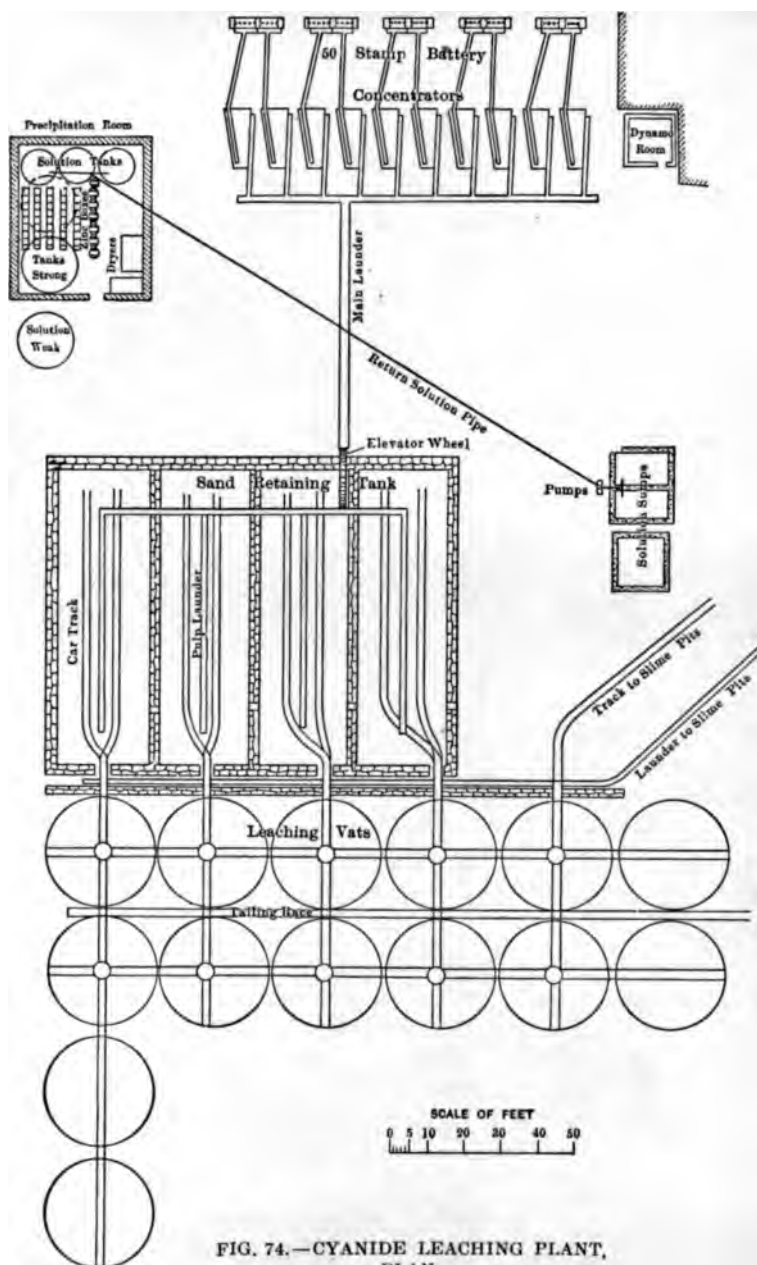 50 Stamp Battery
Concentrators
Precipitation Room
Dynamo
Room
Solution Tanks
Zinc Boxes
Dryers
Tanks
Strong
Solution
Weak
Main Launder
Return Solution Pipe
Elevator Wheel
Sand Retaining Tank
Pumps
Solution Sumps
Car Track
Pulp Launder
Track to Slime Pits
Launder to Slime Pits
Leaching Vats
Tailing Race
SCALE OF FEET
0 5 10 20 30 40 50
FIG. 74.—CYANIDE LEACHING PLANT,